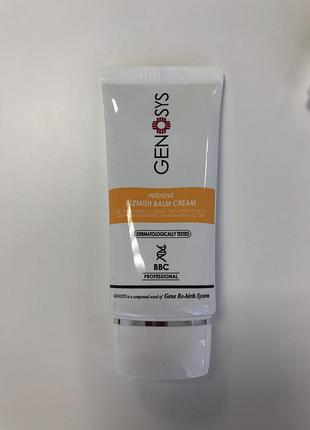 GENOSYS
INTENSIVE
BLEMISH BALM CREAM
DERMATOLOGICALLY TESTED
BBC
PROFESSIONAL
GENOSYS is a compound word of Gene Re-birth System